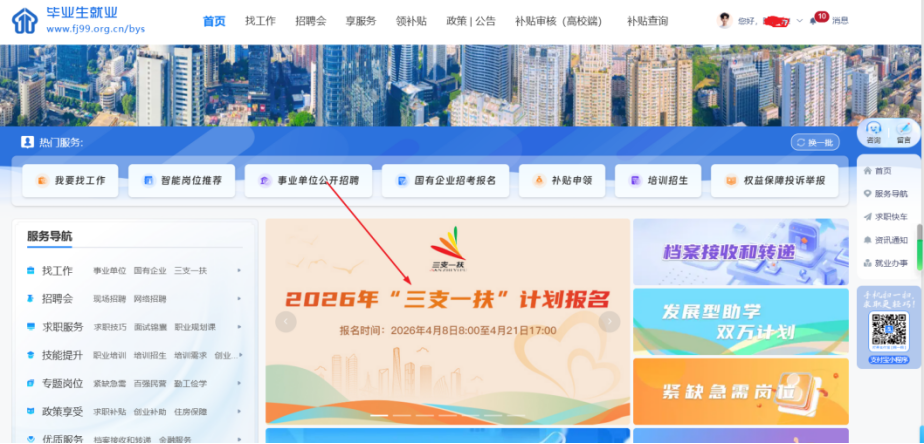 毕业生就业
www.fj99.org.cn/bys
首页 找工作 招聘会 享服务 领补贴 政策|公告 补贴审核（高校端） 补贴查询
您好, 10 消息
热门服务: 换一批
我要找工作 智能岗位推荐 事业单位公开招聘 国有企业招考报名 补贴申领 培训招生 权益保障投诉举报
咨询 留言
首页
服务导航
求职快车
资讯通知
就业办事
手机扫一扫,
支付宝小程序
服务导航
找工作 事业单位 国有企业 三支一扶
招聘会 现场招聘 网络招聘
求职服务 求职技巧 面试锦囊 职业规划课
技能提升 职业培训 培训招生 培训需求 创业...
专题岗位 紧缺急需 百强民营 勤工俭学
政策享受 求职补贴 创业补助 住房保障
优质服务 档案接收和转递 金融服务
三支一扶
2026年“三支一扶”计划报名
报名时间：2026年4月8日8:00至4月21日17:00
档案接收和转递
发展型助学
双万计划
紧缺急需岗位